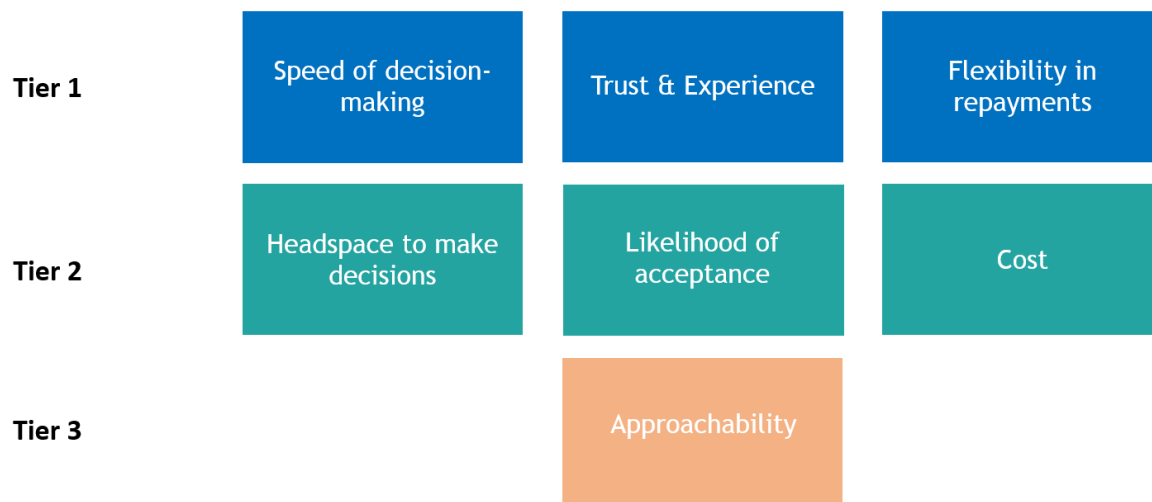 Tier 1
Speed of decision-
making
Trust & Experience
Flexibility in
repayments
Tier 2
Headspace to make
decisions
Likelihood of
acceptance
Cost
Tier 3
Approachability